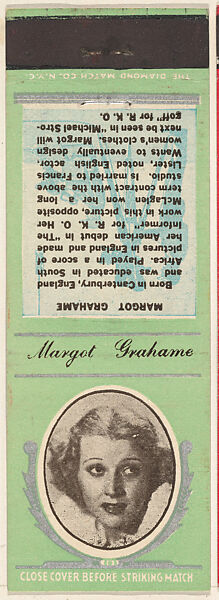 THE DIAMOND MATCH CO. N.Y.C.
MARGOT GRAHAME
Born in Canterbury, England
and was educated in South
Africa. Played in a score of
pictures in England and made
her American debut in "The
Informer" for R. K. O. Her
work in this picture, opposite
McLaglen won her a long
term contract with the above
studio. Is married to Francis
Lister, noted English actor.
Wants to eventually design
women's clothes. Margot will
next be seen in "Michael Stro-
goff" for R. K. O.
Margot Grahame
CLOSE COVER BEFORE STRIKING MATCH